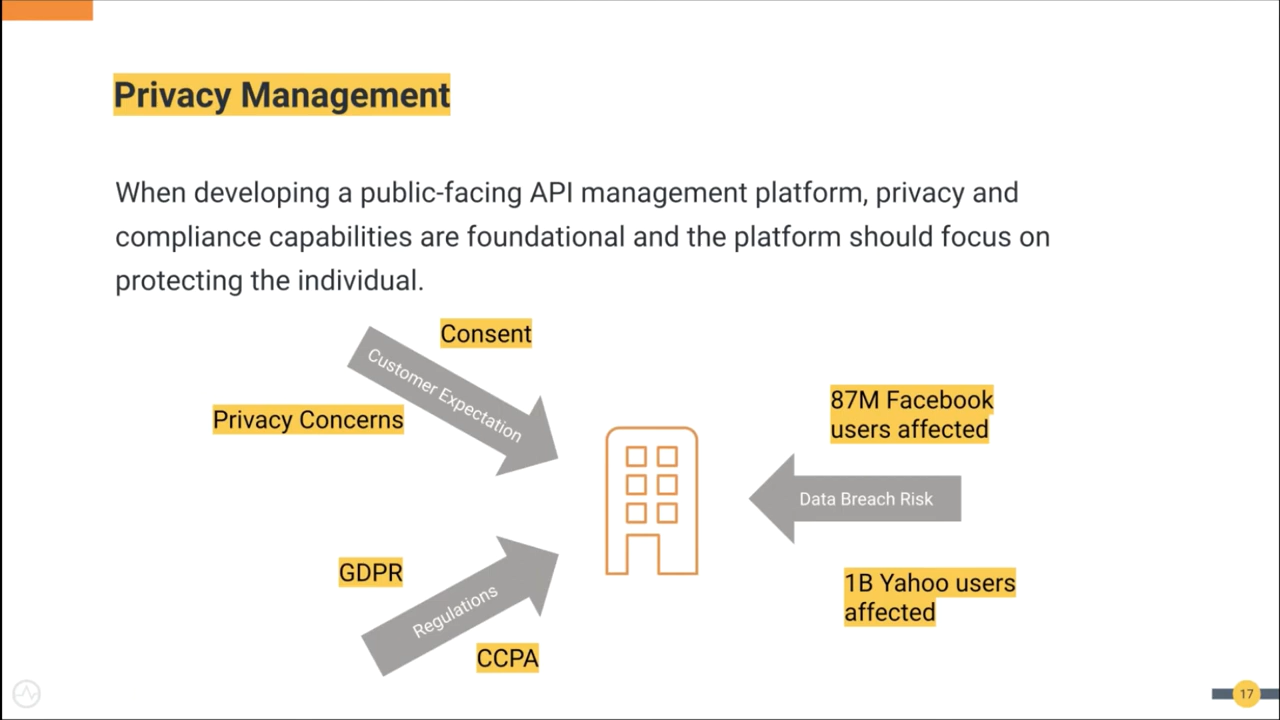 Privacy Management
When developing a public-facing API management platform, privacy and
compliance capabilities are foundational and the platform should focus on
protecting the individual.
Consent
Customer Expectation
Privacy Concerns
87M Facebook
users affected
Data Breach Risk
GDPR
Regulations
CCPA
1B Yahoo users
affected
17